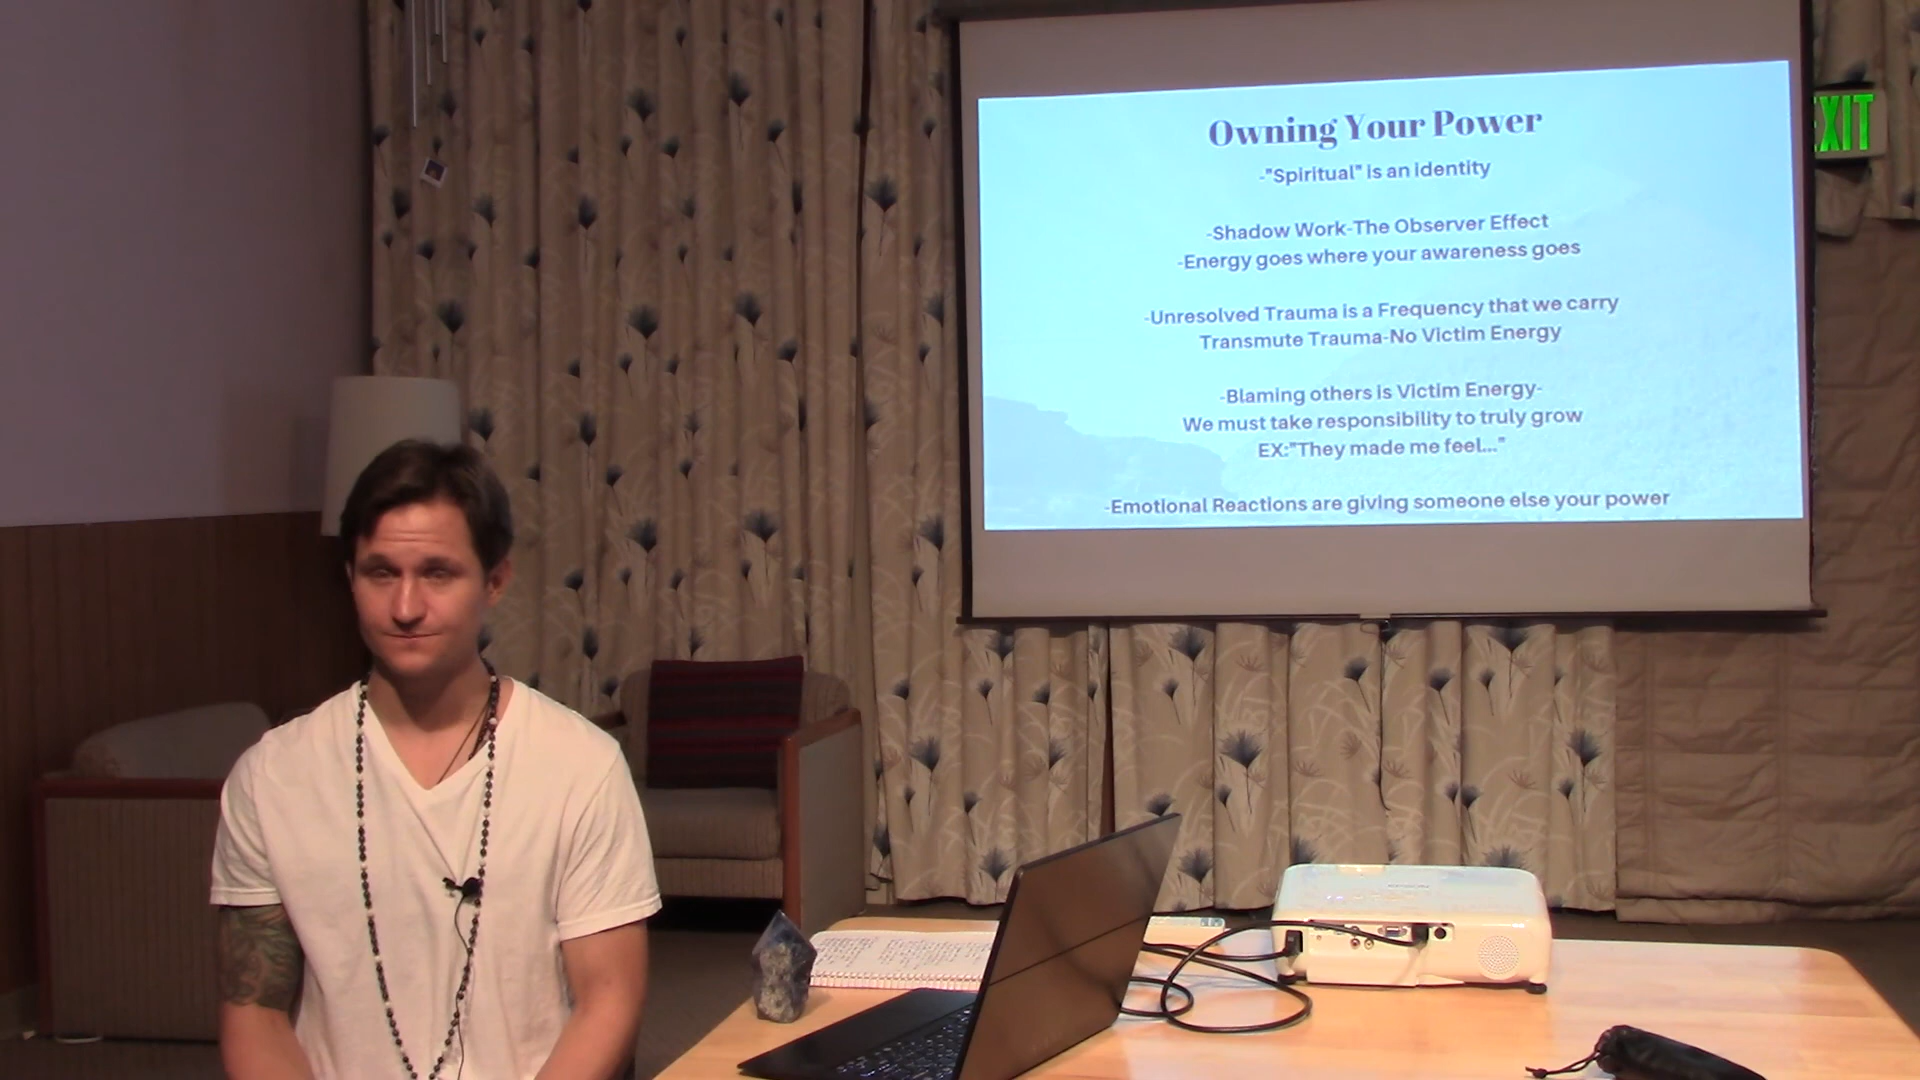 Owning Your Power
-"Spiritual" is an identity
-Shadow Work-The Observer Effect
-Energy goes where your awareness goes
-Unresolved Trauma is a Frequency that we carry
Transmute Trauma-No Victim Energy
-Blaming others is Victim Energy-
We must take responsibility to truly grow
EX:"They made me feel..."
-Emotional Reactions are giving someone else your power
EXIT